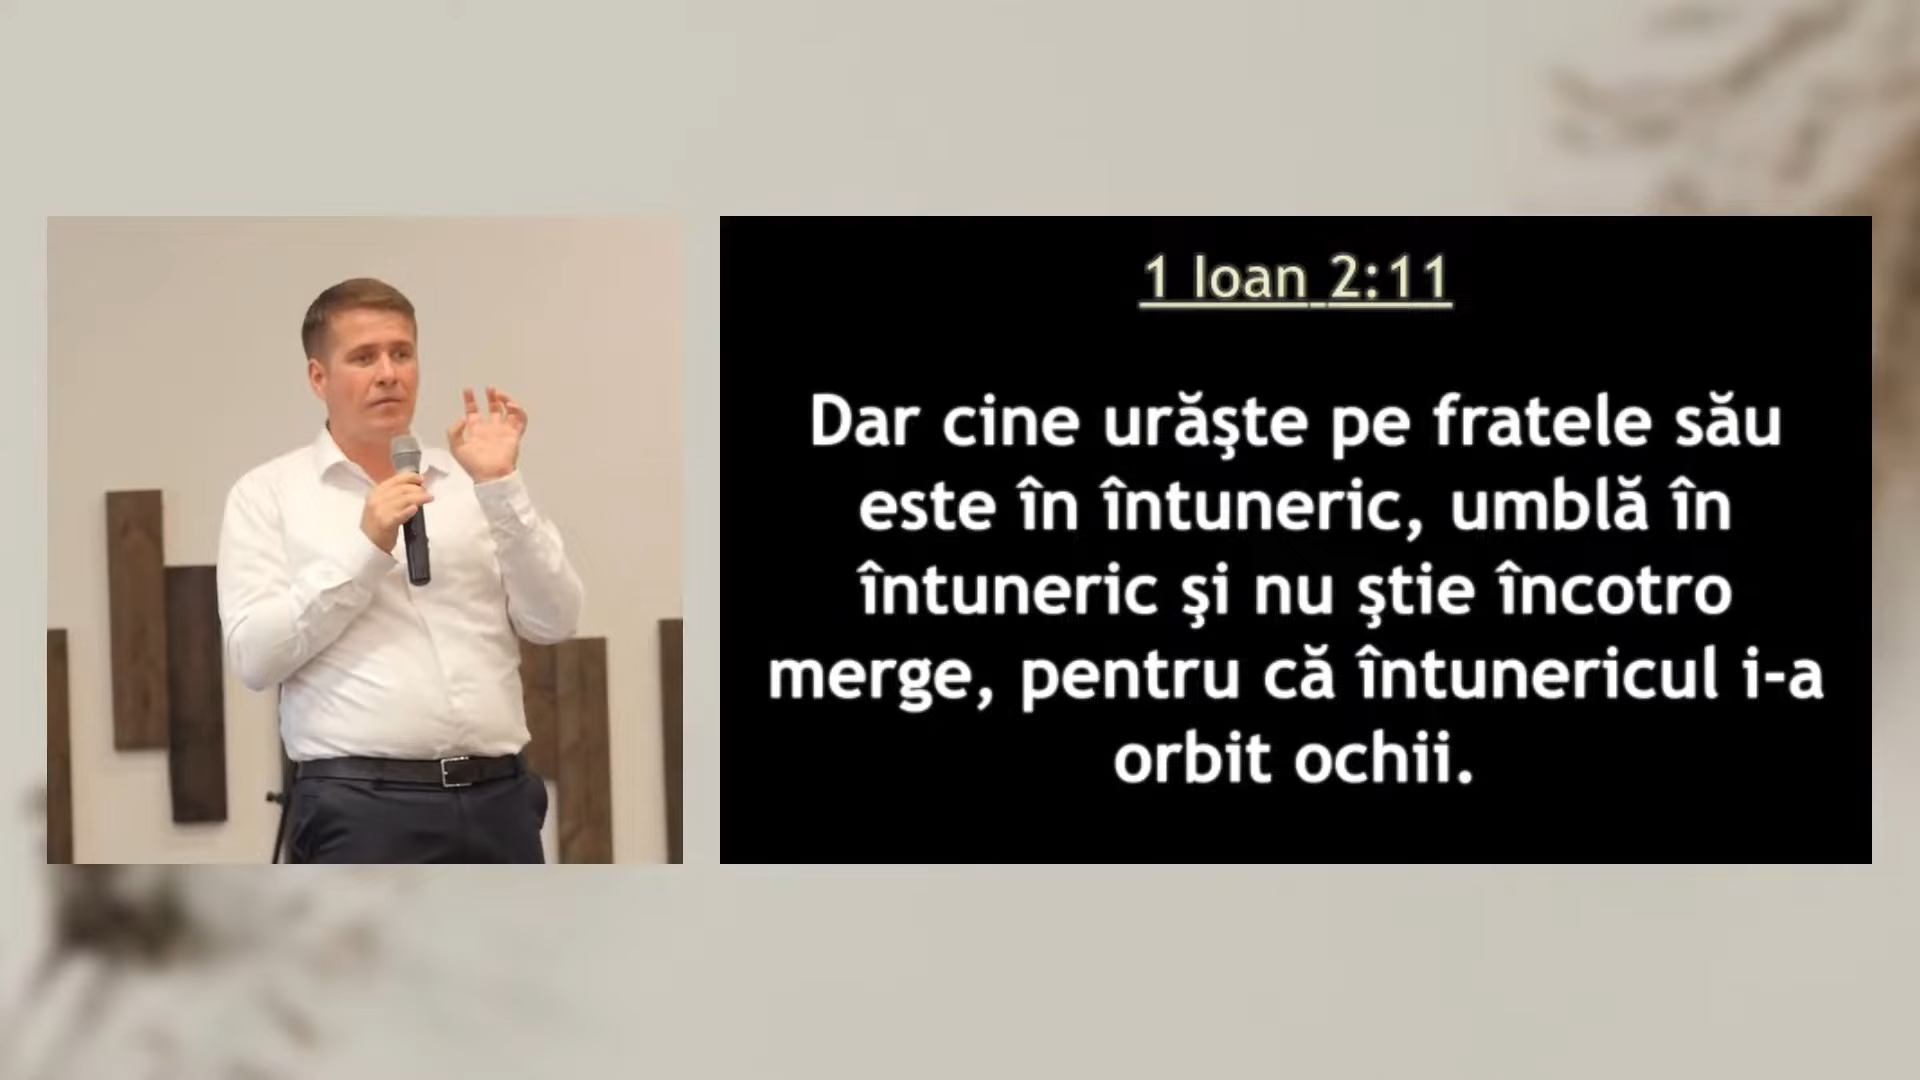 1 Ioan 2:11
Dar cine urăşte pe fratele său
este în întuneric, umblă în
întuneric şi nu ştie încotro
merge, pentru că întunericul i-a
orbit ochii.